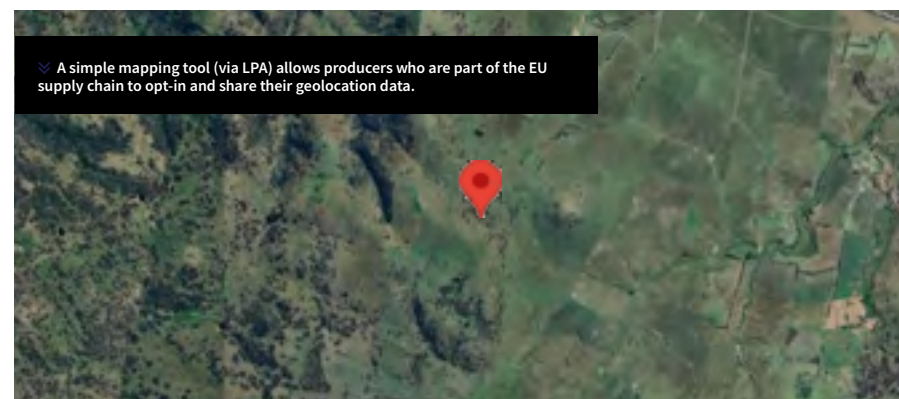 A simple mapping tool (via LPA) allows producers who are part of the EU
supply chain to opt-in and share their geolocation data.